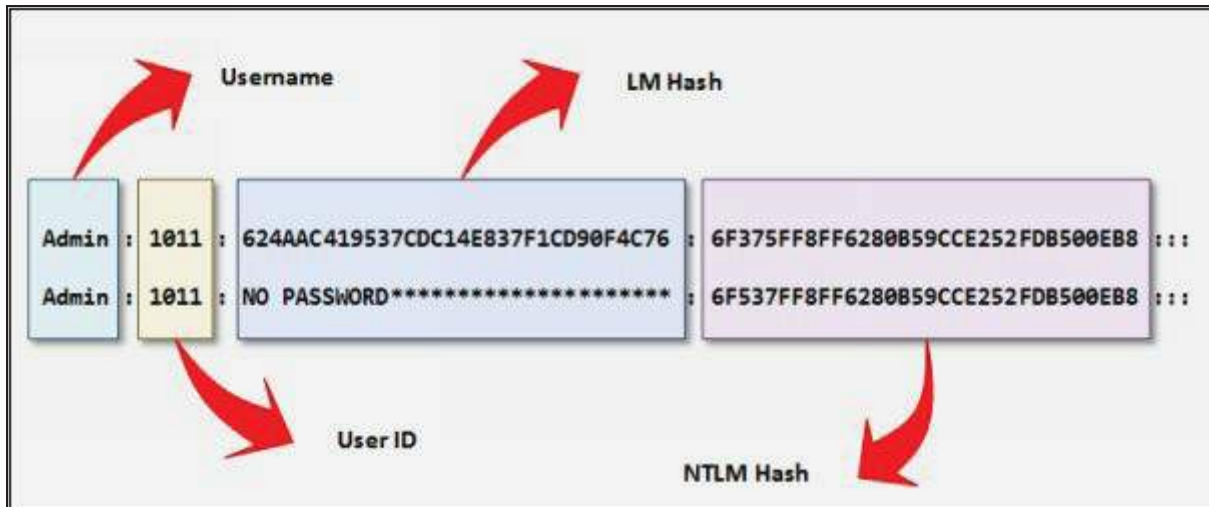 Username
LM Hash
Admin : 1011 : 624AAC419537CDC14E837F1CD90F4C76 : 6F375FF8FF6280B59CCE252FDB500EB8 :::
Admin : 1011 : NO PASSWORD********************* : 6F537FF8FF6280B59CCE252FDB500EB8 :::
User ID
NTLM Hash